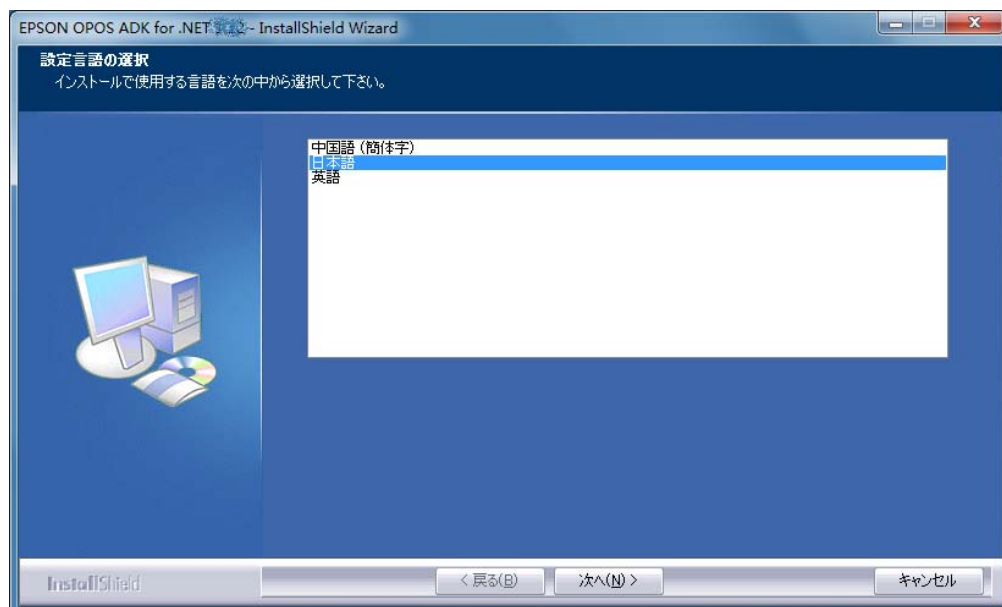 EPSON OPOS ADK for .NET - InstallShield Wizard
設定言語の選択
インストールで使用する言語を次の中から選択して下さい。
中国語 (簡体字)
日本語
英語
InstallShield
< 戻る(B)
次へ(N) >
キャンセル